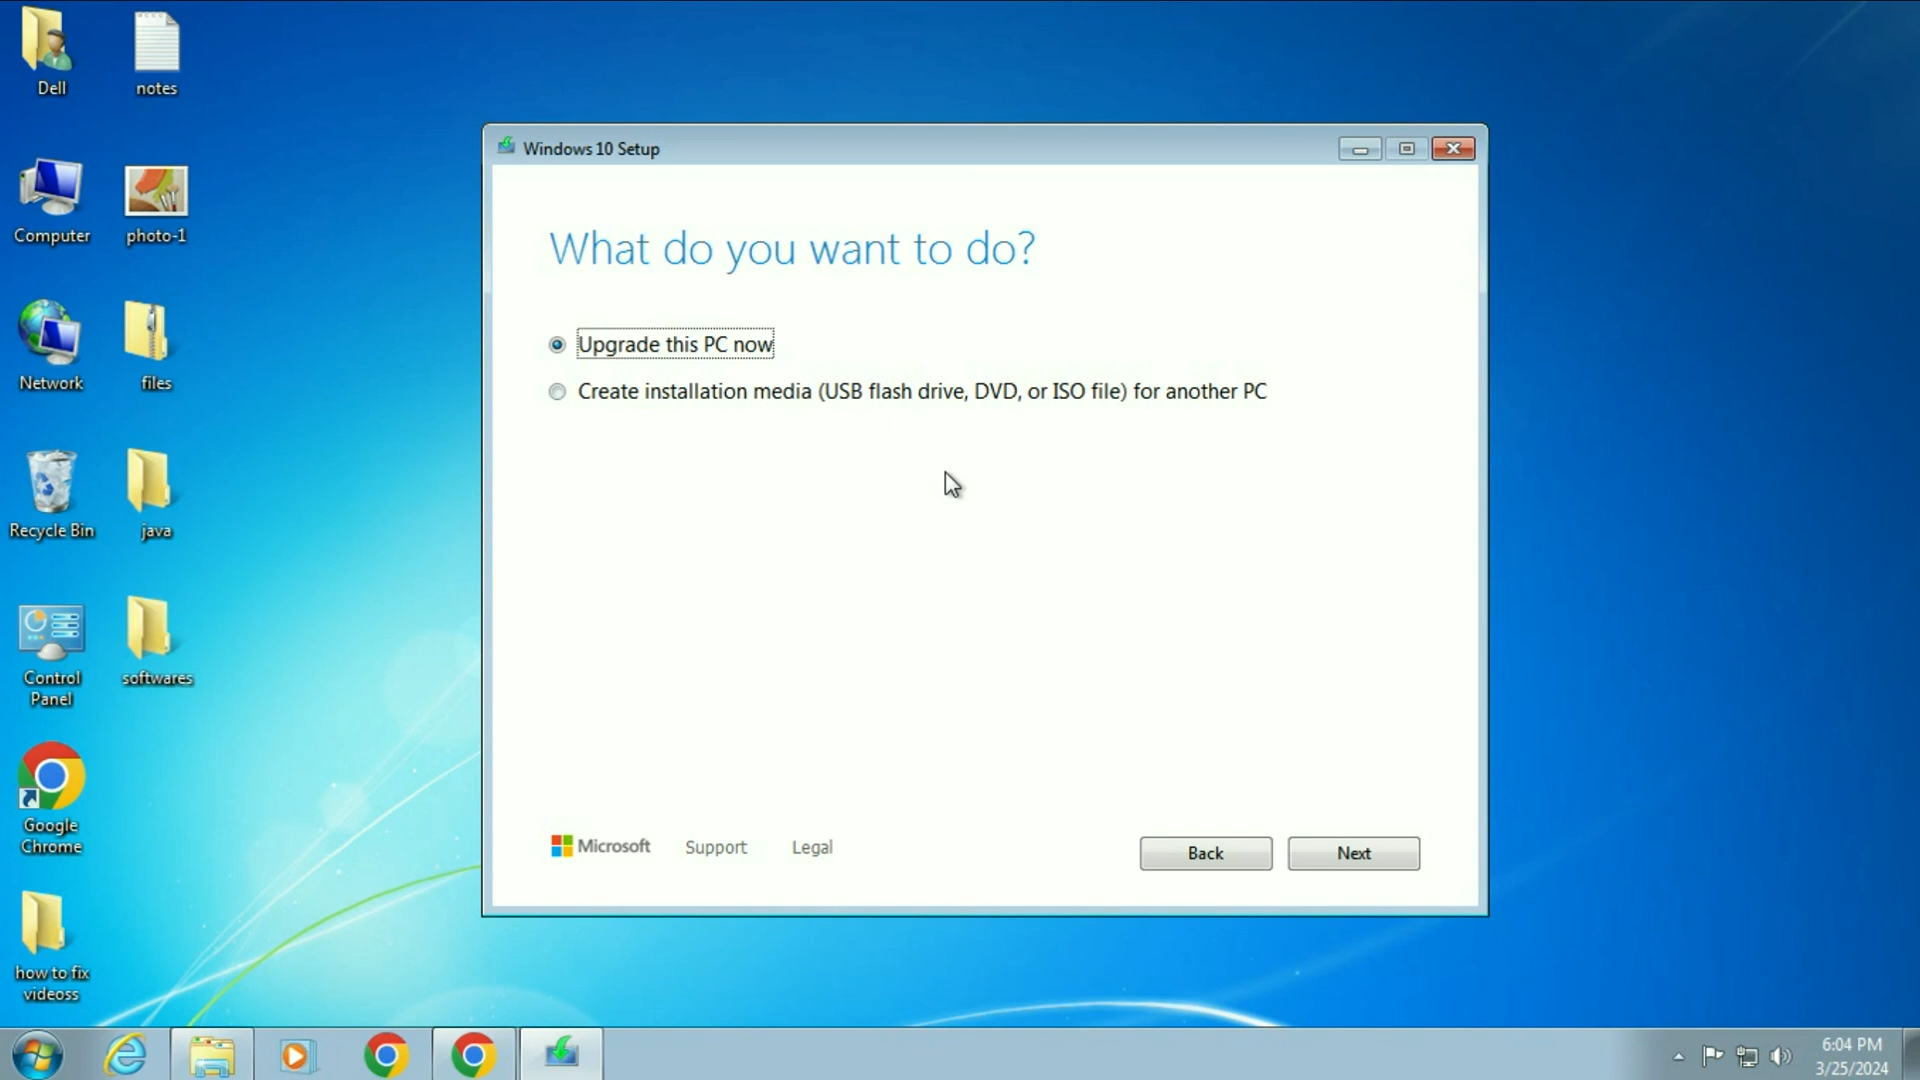 Dell
notes
Computer
photo-1
Network
files
Recycle Bin
java
Control
Panel
softwares
Google
Chrome
how to fix
videoss
Windows 10 Setup
What do you want to do?
Upgrade this PC now
Create installation media (USB flash drive, DVD, or ISO file) for another PC
Microsoft
Support
Legal
Back
Next
6:04 PM
3/25/2024